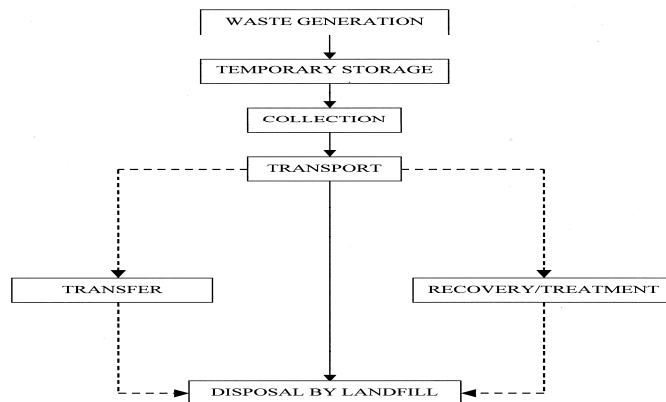 WASTE GENERATION
TEMPORARY STORAGE
COLLECTION
TRANSPORT
TRANSFER
RECOVERY/TREATMENT
DISPOSAL BY LANDFILL